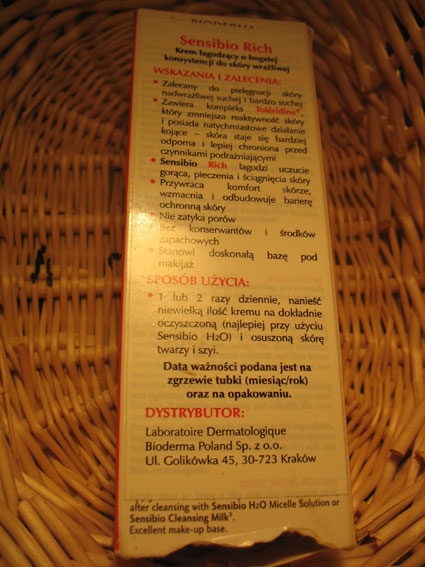 BIODERMA
Sensibio Rich
Krem łagodzący o bogatej
konsystencji do skóry wrażliwej
WSKAZANIA I ZALECENIA:
• Zalecany do pielęgnacji skóry
nadwrażliwej suchej i bardzo suchej
• Zawiera kompleks Toléridine®,
który zmniejsza reaktywność skóry
i posiada natychmiastowe działanie
kojące – skóra staje się bardziej
odporna i lepiej chroniona przed
czynnikami podrażniającymi
• Sensibio Rich łagodzi uczucie
gorąca, pieczenia i ściągnięcia skóry
• Przywraca komfort skórze,
wzmacnia i odbudowuje barierę
ochronną skóry
• Nie zatyka porów
• Bez konserwantów i środków
zapachowych
• Stanowi doskonałą bazę pod
makijaż
SPOSÓB UŻYCIA:
• 1 lub 2 razy dziennie, nanieść
niewielką ilość kremu na dokładnie
oczyszczoną (najlepiej przy użyciu
Sensibio H2O) i osuszoną skórę
twarzy i szyi.
Data ważności podana jest na
zgrzewie tubki (miesiąc/rok)
oraz na opakowaniu.
DYSTRYBUTOR:
Laboratoire Dermatologique
Bioderma Poland Sp. z o.o.
Ul. Golikówka 45, 30-723 Kraków
DIRECTIONS FOR USE
after cleansing with Sensibio H2O Micelle Solution or
Sensibio Cleansing Milk⁵.
Excellent make-up base.